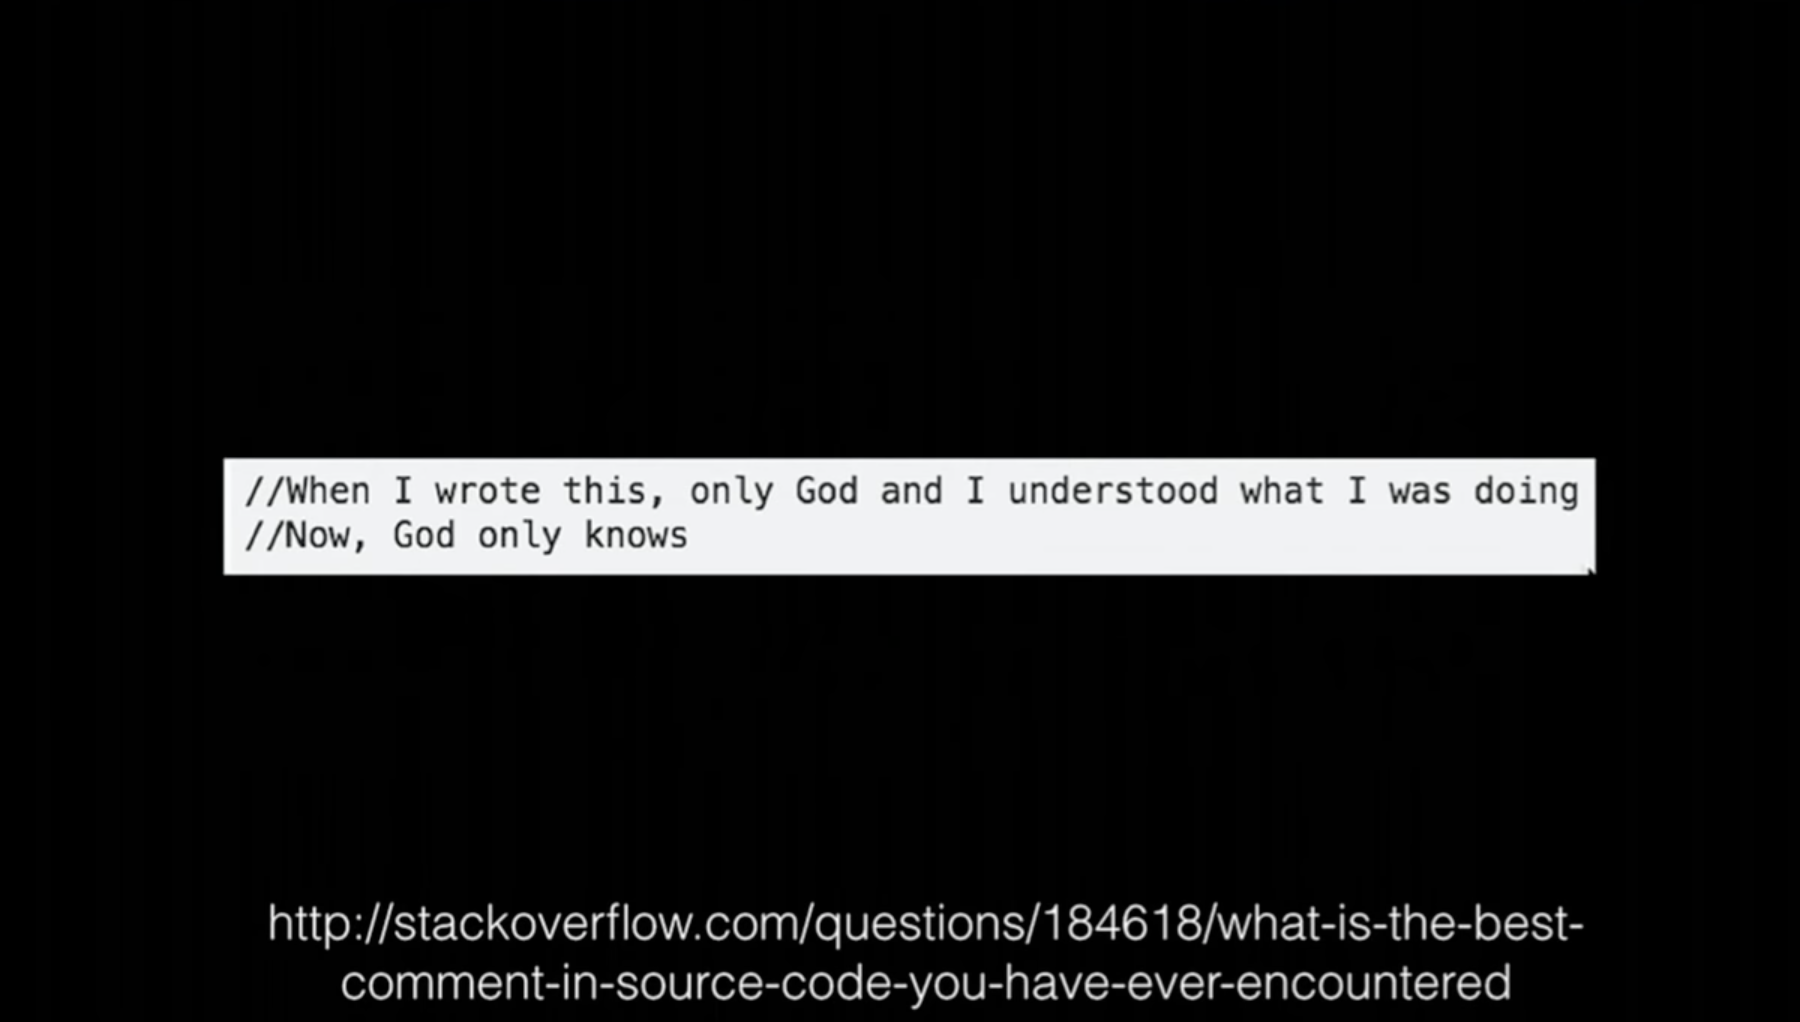 //When I wrote this, only God and I understood what I was doing
//Now, God only knows
http://stackoverflow.com/questions/184618/what-is-the-best-
comment-in-source-code-you-have-ever-encountered